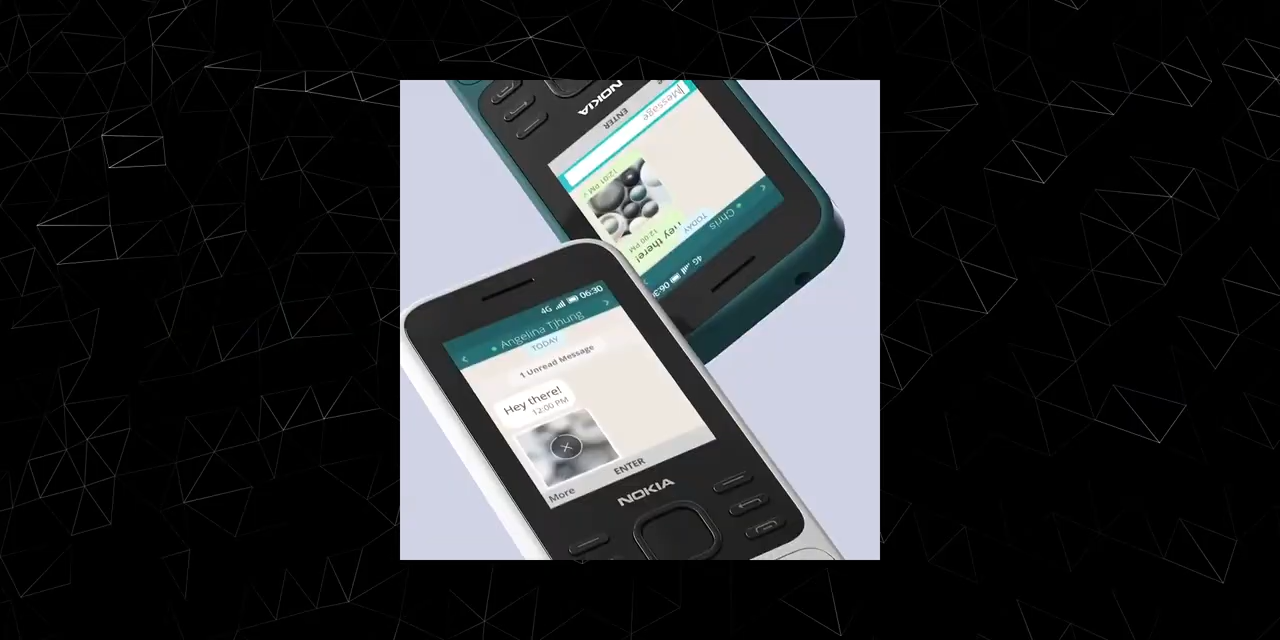 NOKIA
ENTER
Message
12:01 PM
Hey there!
12:00 PM
TODAY
Chris
4G 06:30
4G 06:30
Angelina Tjhung
TODAY
1 Unread Message
Hey there!
12:00 PM
ENTER
More
NOKIA